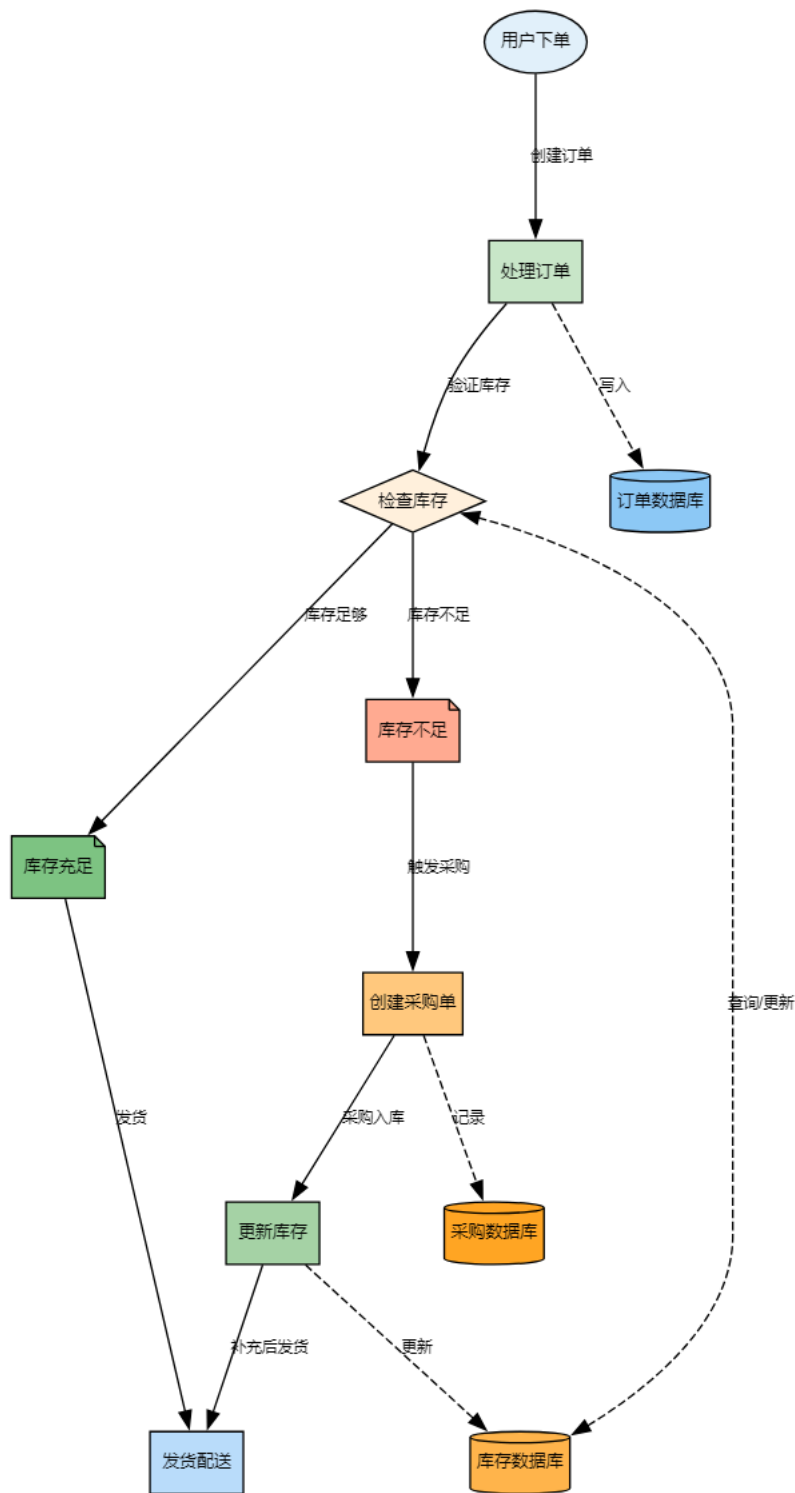 用户下单
创建订单
处理订单
验证库存
写入
检查库存
订单数据库
库存足够
库存不足
库存不足
库存充足
触发采购
创建采购单
查询/更新
发货
采购入库
记录
更新库存
采购数据库
补充后发货
更新
发货配送
库存数据库